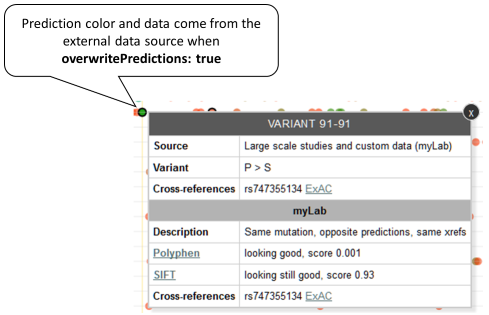 Prediction color and data come from the
external data source when
overwritePredictions: true
X
VARIANT 91-91
Source Large scale studies and custom data (myLab)
Variant P > S
Cross-references rs747355134 ExAC
myLab
Description Same mutation, opposite predictions, same xrefs
Polyphen looking good, score 0.001
SIFT looking still good, score 0.93
Cross-references rs747355134 ExAC